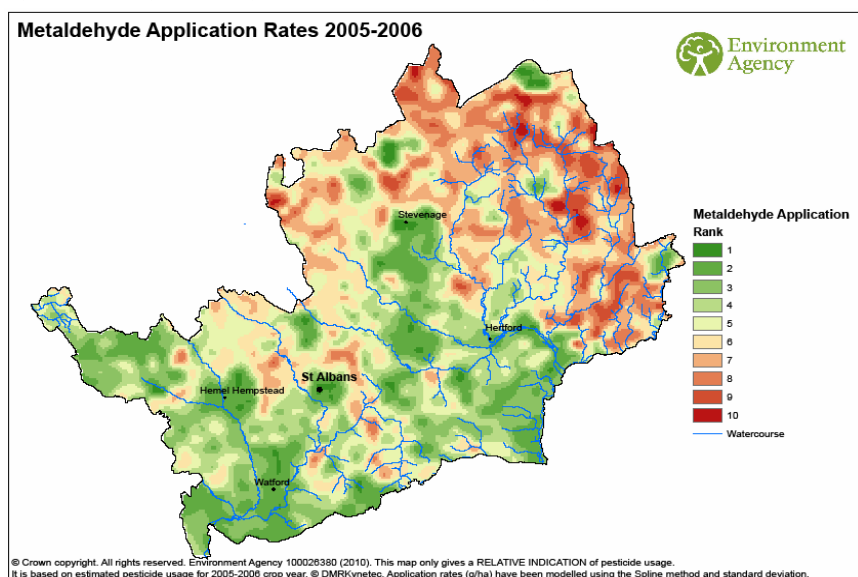 Metaldehyde Application Rates 2005-2006
Environment
Agency
Stevenage
Metaldehyde Application
Rank
1
2
3
4
5
6
7
8
9
10
Watercourse
Hertford
St Albans
Hemel Hempstead
Watford
© Crown copyright. All rights reserved. Environment Agency 100026380 (2010). This map only gives a RELATIVE INDICATION of pesticide usage.
It is based on estimated pesticide usage for 2005-2006 crop year. © DMRKynetec. Application rates (g/ha) have been modelled using the Spline method and standard deviation.